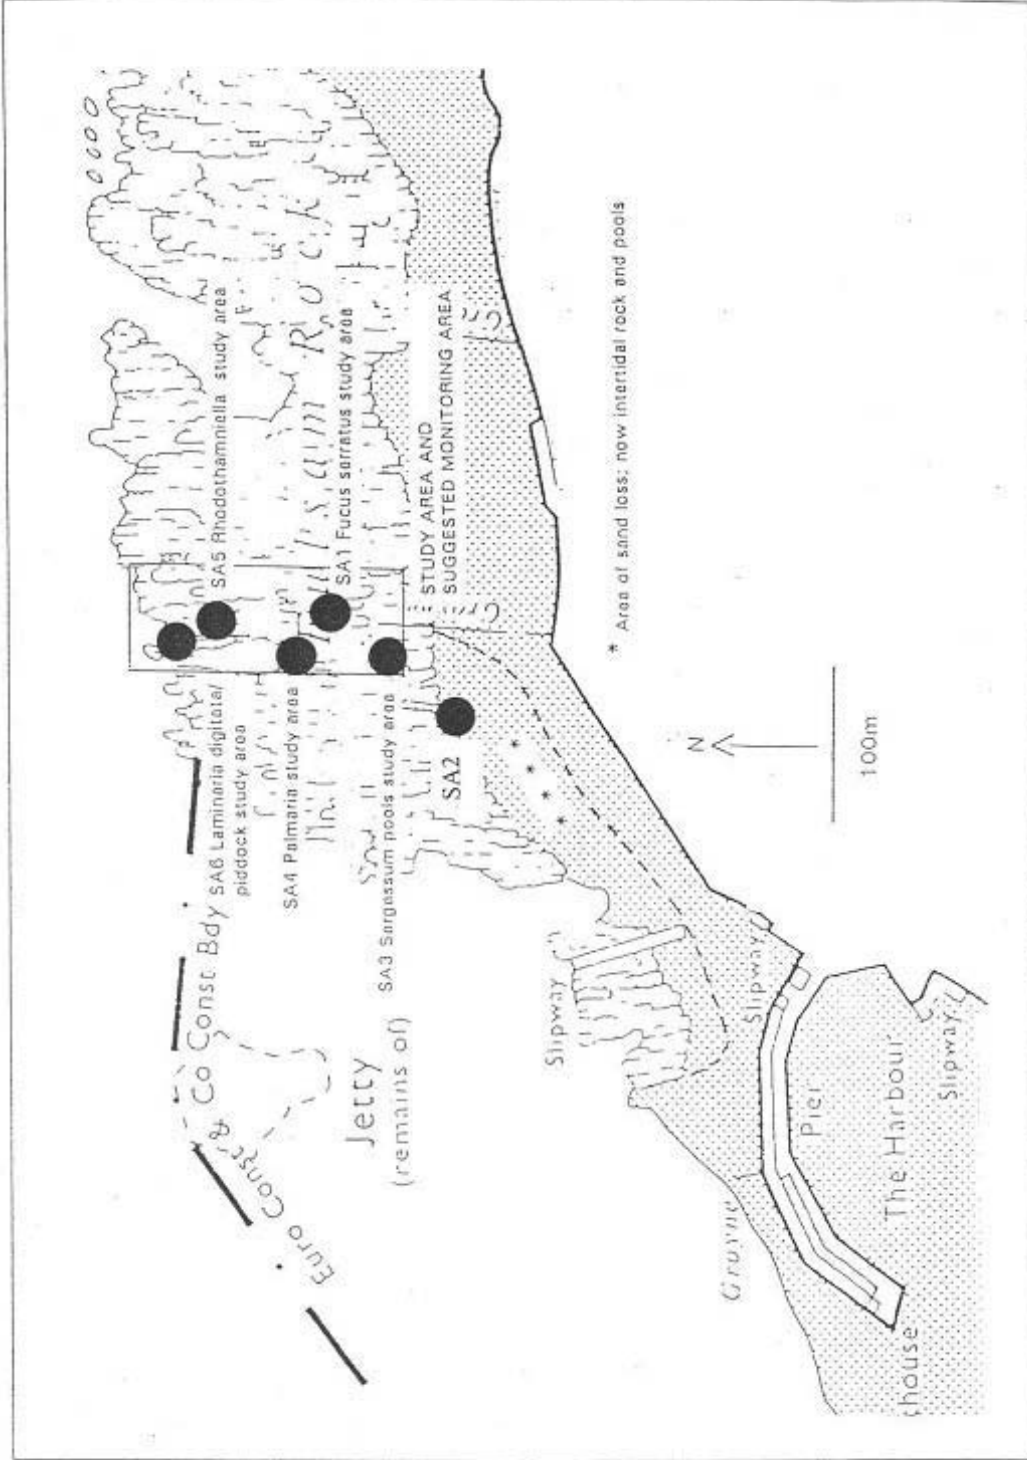 Euro Const & Co Const Bdy
SA6 Laminaria digitata/
piddock study area
SA5 Rhodothamniella study area
SA4 Palmaria study area
SA1 Fucus serratus study area
SA3 Sargassum pools study area
STUDY AREA AND
SUGGESTED MONITORING AREA
SA2
Jetty
(remains of)
Slipway
Slipway
Groyne
Pier
The Harbour
Slipway
house
N
100m
* Area of sand loss; now intertidal rock and pools